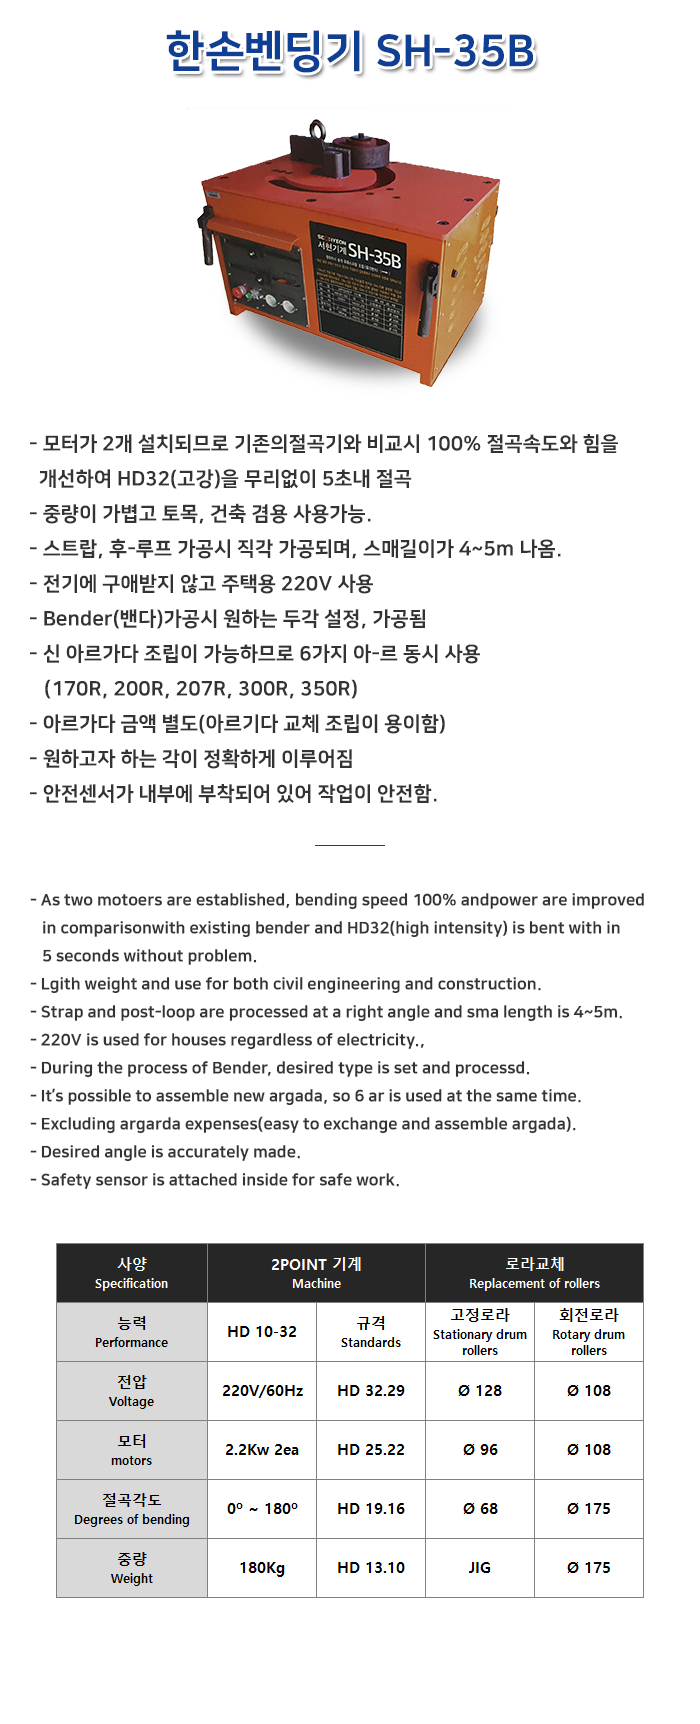 한손벤딩기 SH-35B
SEOHYEON
서현기계 SH-35B
- 모터가 2개 설치되므로 기존의절곡기와 비교시 100% 절곡속도와 힘을
개선하여 HD32(고강)을 무리없이 5초내 절곡
- 중량이 가볍고 토목, 건축 겸용 사용가능.
- 스트랍, 후-루프 가공시 직각 가공되며, 스매길이가 4~5m 나옴.
- 전기에 구애받지 않고 주택용 220V 사용
- Bender(밴다)가공시 원하는 두각 설정, 가공됨
- 신 아르가다 조립이 가능하므로 6가지 아-르 동시 사용
(170R, 200R, 207R, 300R, 350R)
- 아르가다 금액 별도(아르기다 교체 조립이 용이함)
- 원하고자 하는 각이 정확하게 이루어짐
- 안전센서가 내부에 부착되어 있어 작업이 안전함.
- As two motoers are established, bending speed 100% andpower are improved
in comparisonwith existing bender and HD32(high intensity) is bent with in
5 seconds without problem.
- Lgith weight and use for both civil engineering and construction.
- Strap and post-loop are processed at a right angle and sma length is 4~5m.
- 220V is used for houses regardless of electricity.,
- During the process of Bender, desired type is set and processd.
- It's possible to assemble new argada, so 6 ar is used at the same time.
- Excluding argarda expenses(easy to exchange and assemble argada).
- Desired angle is accurately made.
- Safety sensor is attached inside for safe work.
사양 2POINT 기계 로라교체
Specification Machine Replacement of rollers
능력 HD 10-32 규격 고정로라 회전로라
Performance Standards Stationary drum Rotary drum
rollers rollers
전압 220V/60Hz HD 32.29 Ø 128 Ø 108
Voltage
모터 2.2Kw 2ea HD 25.22 Ø 96 Ø 108
motors
절곡각도 0º ~ 180º HD 19.16 Ø 68 Ø 175
Degrees of bending
중량 180Kg HD 13.10 JIG Ø 175
Weight